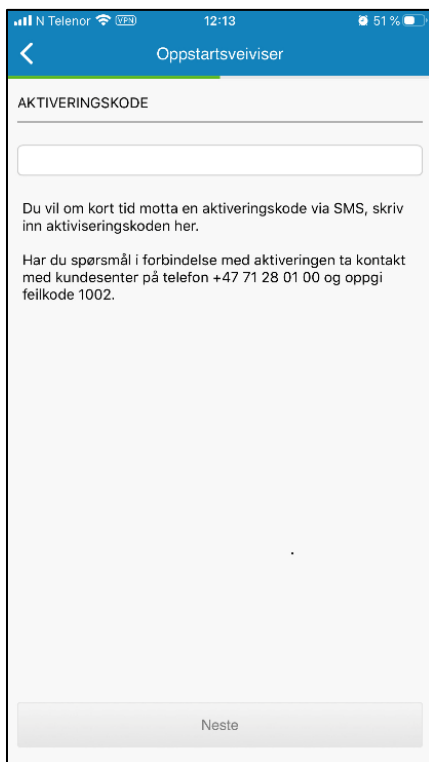 N Telenor VPN 12:13 51 %
Oppstartsveiviser
AKTIVERINGSKODE
Du vil om kort tid motta en aktiveringskode via SMS, skriv
inn aktiviseringskoden her.
Har du spørsmål i forbindelse med aktiveringen ta kontakt
med kundesenter på telefon +47 71 28 01 00 og oppgi
feilkode 1002.
Neste